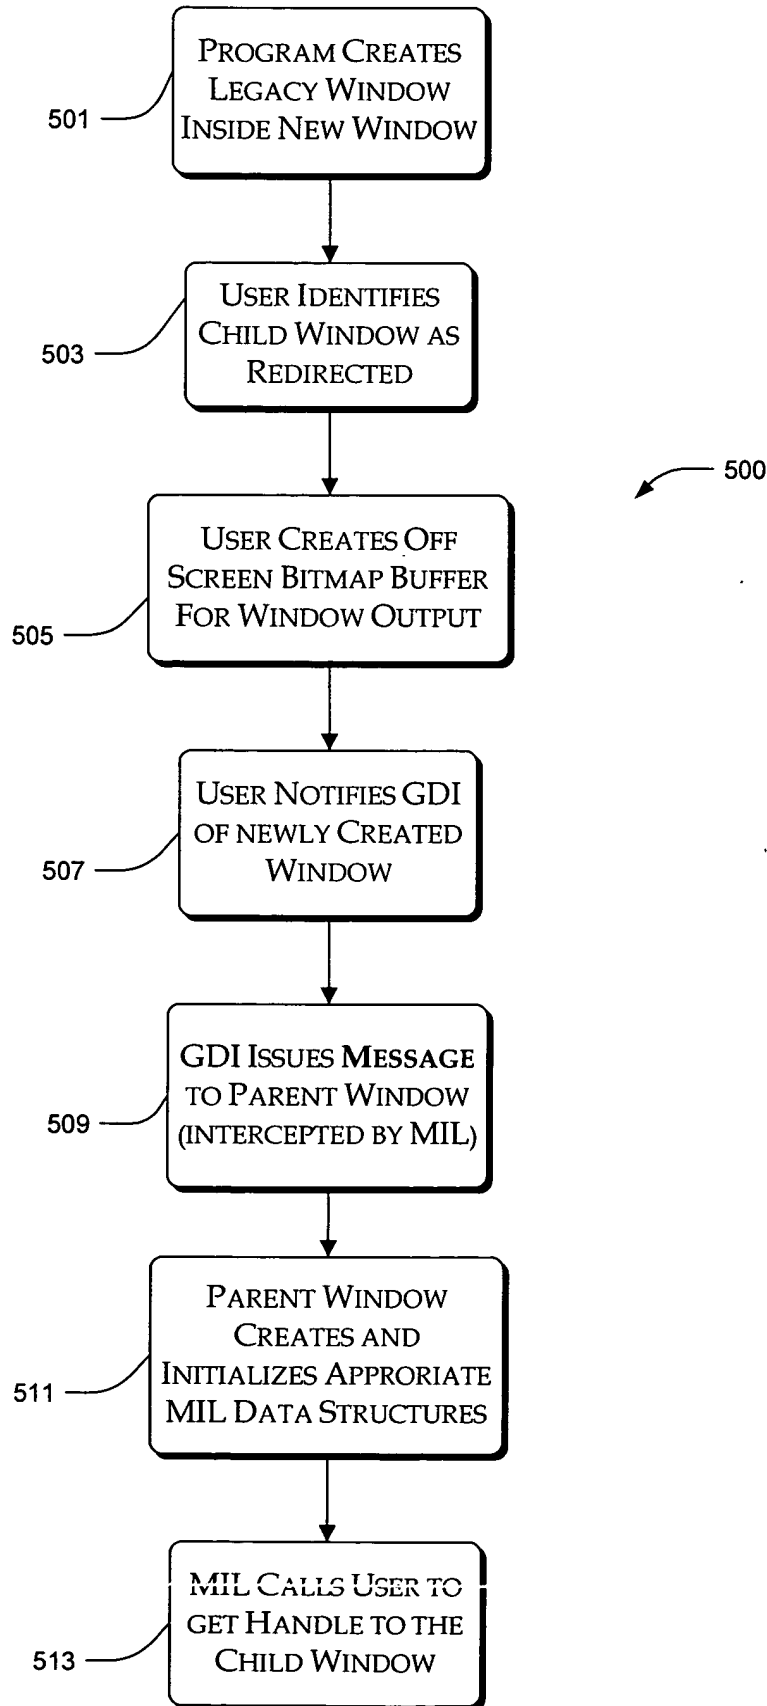 PROGRAM CREATES
LEGACY WINDOW
INSIDE NEW WINDOW
501
USER IDENTIFIES
CHILD WINDOW AS
REDIRECTED
503
500
USER CREATES OFF
SCREEN BITMAP BUFFER
FOR WINDOW OUTPUT
505
USER NOTIFIES GDI
OF NEWLY CREATED
WINDOW
507
GDI ISSUES MESSAGE
TO PARENT WINDOW
(INTERCEPTED BY MIL)
509
PARENT WINDOW
CREATES AND
INITIALIZES APPRORIATE
MIL DATA STRUCTURES
511
MIL CALLS USER TO
GET HANDLE TO THE
CHILD WINDOW
513